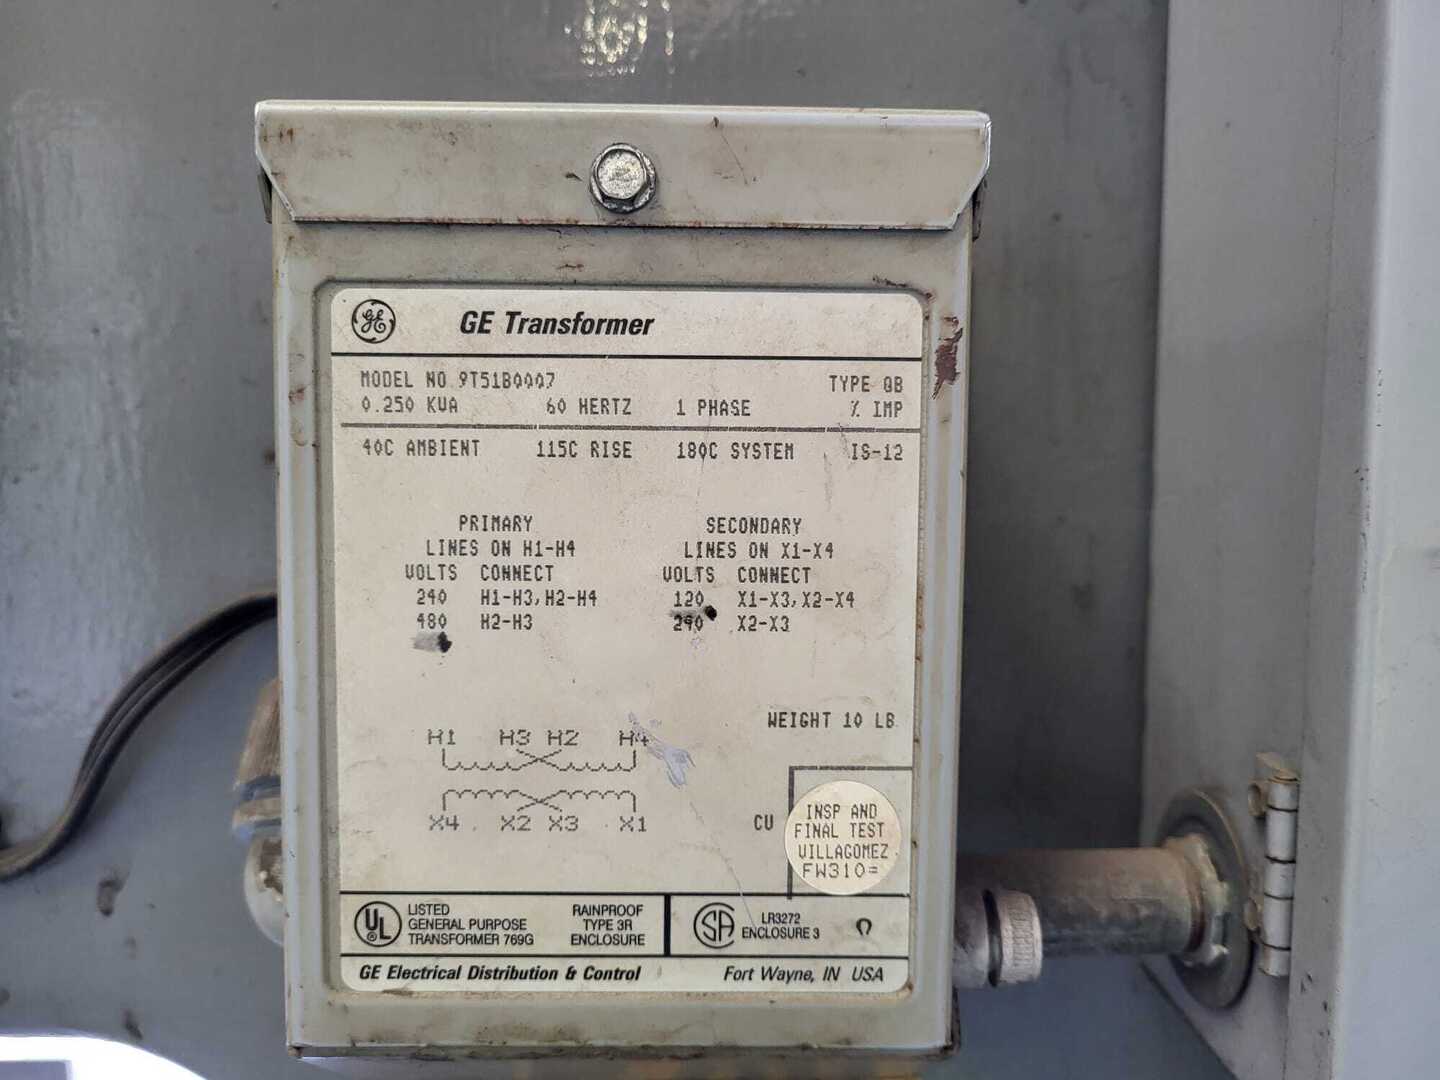 GE GE Transformer
MODEL NO 9T51B0007 TYPE QB
0.250 KVA 60 HERTZ 1 PHASE % IMP
40C AMBIENT 115C RISE 180C SYSTEM IS-12
PRIMARY SECONDARY
LINES ON H1-H4 LINES ON X1-X4
VOLTS CONNECT VOLTS CONNECT
240 H1-H3,H2-H4 120 X1-X3,X2-X4
480 H2-H3 240 X2-X3
WEIGHT 10 LB
H1 H3 H2 H4
X4 X2 X3 X1
CU
INSP AND
FINAL TEST
VILLAGOMEZ
FW310=
UL LISTED
GENERAL PURPOSE
TRANSFORMER 769G
RAINPROOF
TYPE 3R
ENCLOSURE
SA LR3272
ENCLOSURE 3
GE Electrical Distribution & Control Fort Wayne, IN USA